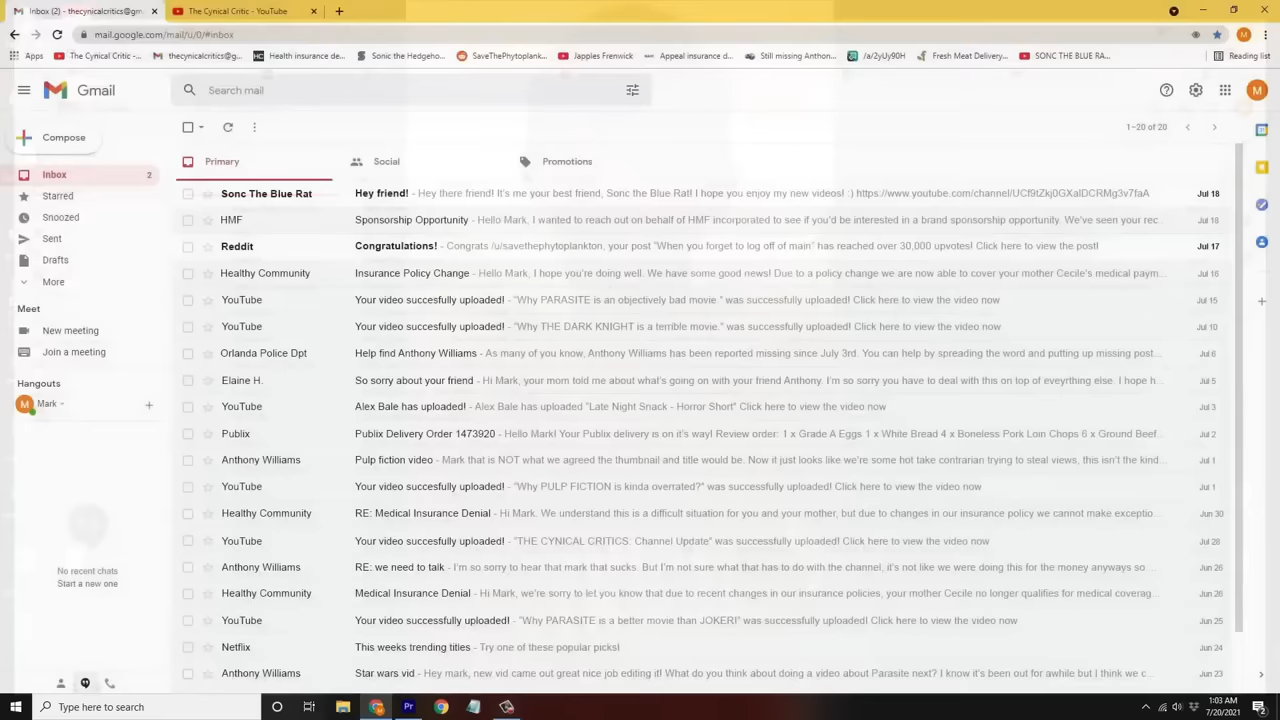 Inbox (2) - thecynicalcritics@gm
The Cynical Critic - YouTube
mail.google.com/mail/u/0/#inbox
Apps
The Cynical Critic -...
thecynicalcritics@g...
Health insurance de...
Sonic the Hedgeho...
SaveThePhytoplank...
Japples Frenwick
Appeal insurance d...
Still missing Anthon...
/a/2yUy90H
Fresh Meat Delivery...
SONC THE BLUE RA...
Reading list
Gmail
Search mail
M
Compose
1–20 of 20
Primary
Social
Promotions
Inbox 2
Starred
Snoozed
Sent
Drafts
More
Meet
New meeting
Join a meeting
Hangouts
M Mark
No recent chats
Start a new one
Sonc The Blue Rat Hey friend! - Hey there friend! It's me your best friend, Sonc the Blue Rat! I hope you enjoy my new videos! :) Jul 18
HMF Sponsorship Opportunity - Hello Mark, I wanted to reach out on behalf of HMF incorporated to see if you'd be interested in a brand sponsorship opportunity. We've seen your rec... Jul 18
Reddit Congratulations! - Congrats /u/savethephytoplankton, your post "When you forget to log off of main" has reached over 30,000 upvotes! Click here to view the post! Jul 17
Healthy Community Insurance Policy Change - Hello Mark, I hope you're doing well. We have some good news! Due to a policy change we are now able to cover your mother Cecile's medical paym... Jul 16
YouTube Your video succesfully uploaded! - "Why PARASITE is an objectively bad movie." was successfully uploaded! Click here to view the video now Jul 15
YouTube Your video succesfully uploaded! - "Why THE DARK KNIGHT is a terrible movie." was successfully uploaded! Click here to view the video now Jul 10
Orlanda Police Dpt Help find Anthony Williams - As many of you know, Anthony Williams has been reported missing since July 3rd. You can help by spreading the word and putting up missing post... Jul 6
Elaine H. So sorry about your friend - Hi Mark, your mom told me about what's going on with your friend Anthony. I'm so sorry you have to deal with this on top of eveyrthing else. I hope h... Jul 5
YouTube Alex Bale has uploaded! - Alex Bale has uploaded "Late Night Snack - Horror Short" Click here to view the video now Jul 3
Publix Publix Delivery Order 1473920 - Hello Mark! Your Publix delivery is on it's way! Review order: 1 x Grade A Eggs 1 x White Bread 4 x Boneless Pork Loin Chops 6 x Ground Beef... Jul 2
Anthony Williams Pulp fiction video - Mark that is NOT what we agreed the thumbnail and title would be. Now it just looks like we're some hot take contrarian trying to steal views, this isn't the kind... Jul 1
YouTube Your video succesfully uploaded! - "Why PULP FICTION is kinda overrated?" was successfully uploaded! Click here to view the video now Jul 1
Healthy Community RE: Medical Insurance Denial - Hi Mark. We understand this is a difficult situation for you and your mother, but due to changes in our insurance policy we cannot make exceptio... Jun 30
YouTube Your video succesfully uploaded! - "THE CYNICAL CRITICS: Channel Update" was successfully uploaded! Click here to view the video now Jul 28
Anthony Williams RE: we need to talk - I'm so sorry to hear that mark that sucks. But I'm not sure what that has to do with the channel, it's not like we were doing this for the money anyways so ... Jun 26
Healthy Community Medical Insurance Denial - Hi Mark, we're sorry to let you know that due to recent changes in our insurance policies, your mother Cecile no longer qualifies for medical coverag... Jun 26
YouTube Your video succesfully uploaded! - "Why PARASITE is a better movie than JOKER!" was successfully uploaded! Click here to view the video now Jun 25
Netflix This weeks trending titles - Try one of these popular picks! Jun 24
Anthony Williams Star wars vid - Hey mark, new vid came out great nice job editing it! What do you think about doing a video about Parasite next? I know it's been out for awhile but I think we c... Jun 23
Type here to search
Pr
1:03 AM
7/20/2021
2